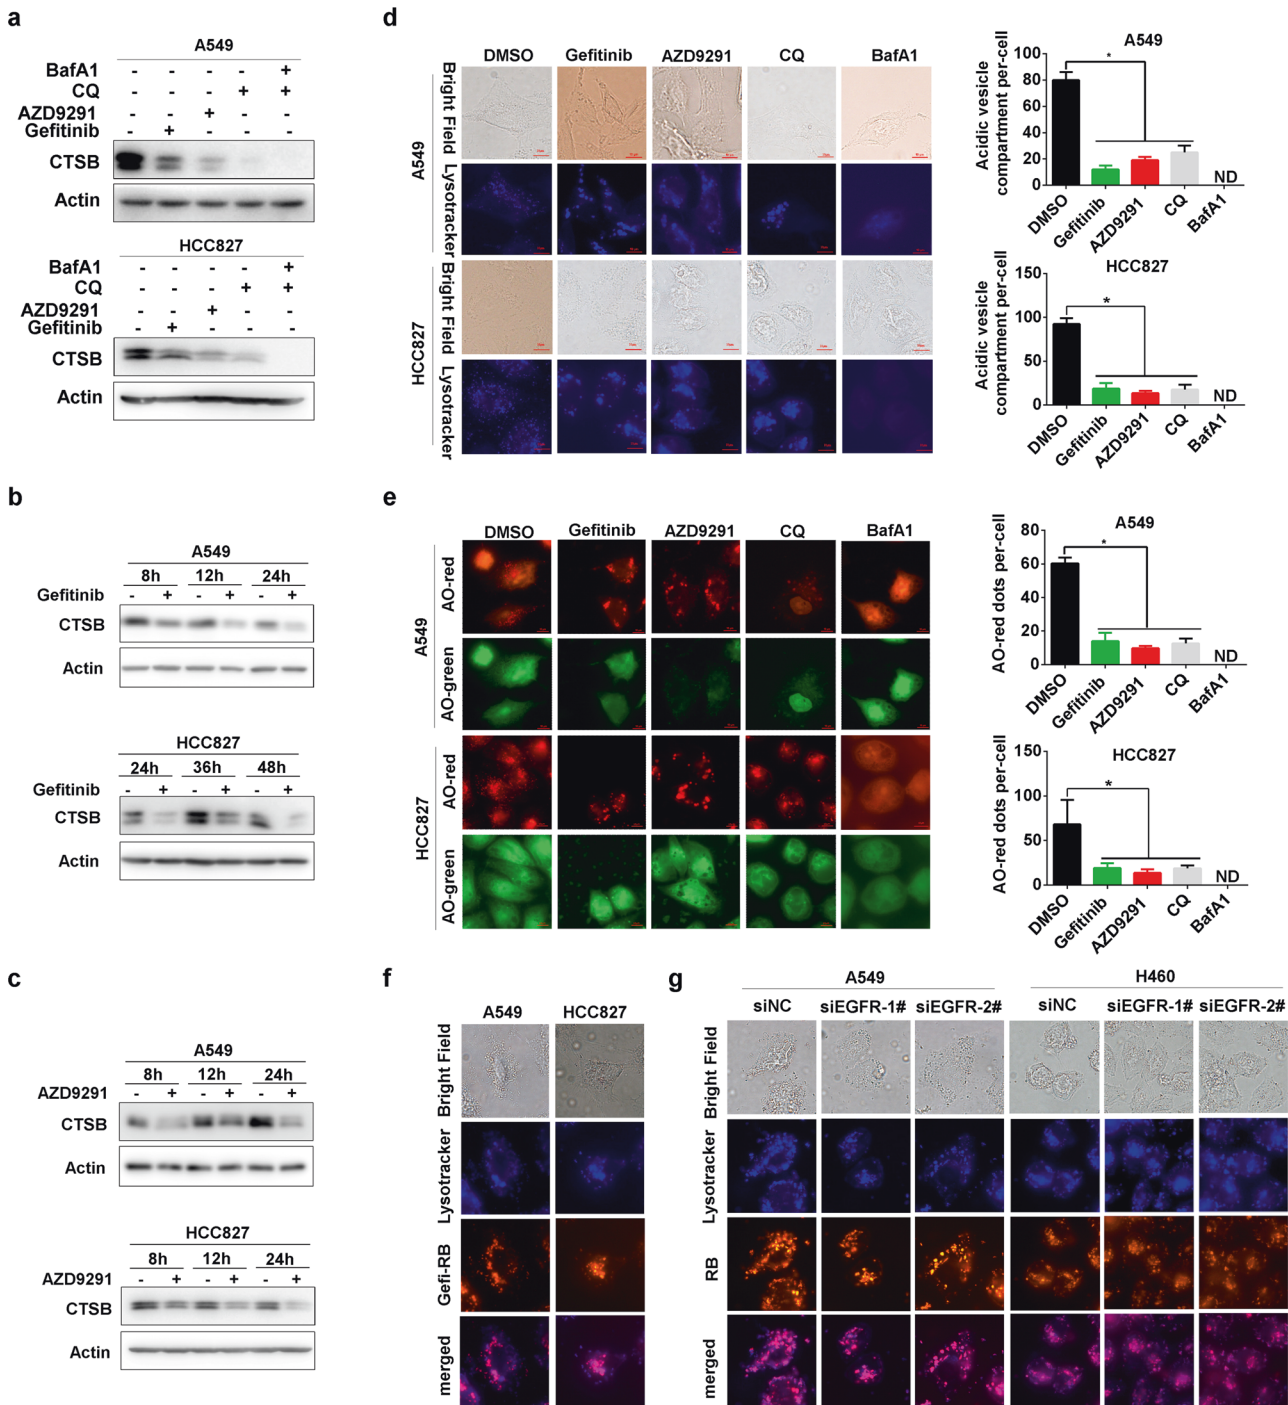 a
A549
BafA1 - - - - +
CQ - - - + +
AZD9291 - - + - -
Gefitinib - + - - -
CTSB
Actin
HCC827
BafA1 - - - - +
CQ - - - + +
AZD9291 - - + - -
Gefitinib - + - - -
CTSB
Actin
b
A549
8h 12h 24h
Gefitinib - + - + - +
CTSB
Actin
HCC827
24h 36h 48h
Gefitinib - + - + - +
CTSB
Actin
c
A549
8h 12h 24h
AZD9291 - + - + - +
CTSB
Actin
HCC827
8h 12h 24h
AZD9291 - + - + - +
CTSB
Actin
d
DMSO Gefitinib AZD9291 CQ BafA1
A549
Bright Field
Lysotracker
HCC827
Bright Field
Lysotracker
A549
Acidic vesicle
compartment per-cell
100
80
60
40
20
0
*
ND
DMSO
Gefitinib
AZD9291
CQ
BafA1
HCC827
Acidic vesicle
compartment per-cell
150
100
50
0
*
ND
DMSO
Gefitinib
AZD9291
CQ
BafA1
e
DMSO Gefitinib AZD9291 CQ BafA1
A549
AO-red
AO-green
HCC827
AO-red
AO-green
A549
AO-red dots per-cell
80
60
40
20
0
*
ND
DMSO
Gefitinib
AZD9291
CQ
BafA1
HCC827
AO-red dots per-cell
150
100
50
0
*
ND
DMSO
Gefitinib
AZD9291
CQ
BafA1
f
A549 HCC827
Bright Field
Lysotracker
Gefi-RB
merged
g
A549 H460
siNC siEGFR-1# siEGFR-2# siNC siEGFR-1# siEGFR-2#
Bright Field
Lysotracker
RB
merged